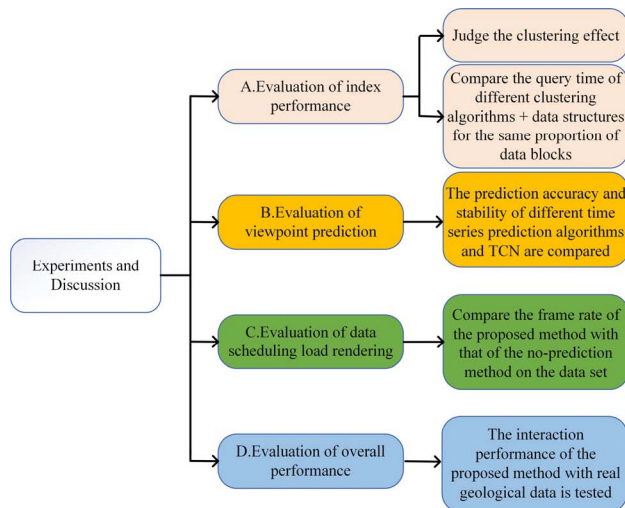 Judge the clustering effect
A.Evaluation of index
performance
Compare the query time of
different clustering
algorithms + data structures
for the same proportion of
data blocks
B.Evaluation of
viewpoint prediction
The prediction accuracy and
stability of different time
series prediction algorithms
and TCN are compared
Experiments and
Discussion
C.Evaluation of data
scheduling load rendering
Compare the frame rate of
the proposed method with
that of the no-prediction
method on the data set
D.Evaluation of overall
performance
The interaction
performance of the
proposed method with real
geological data is tested